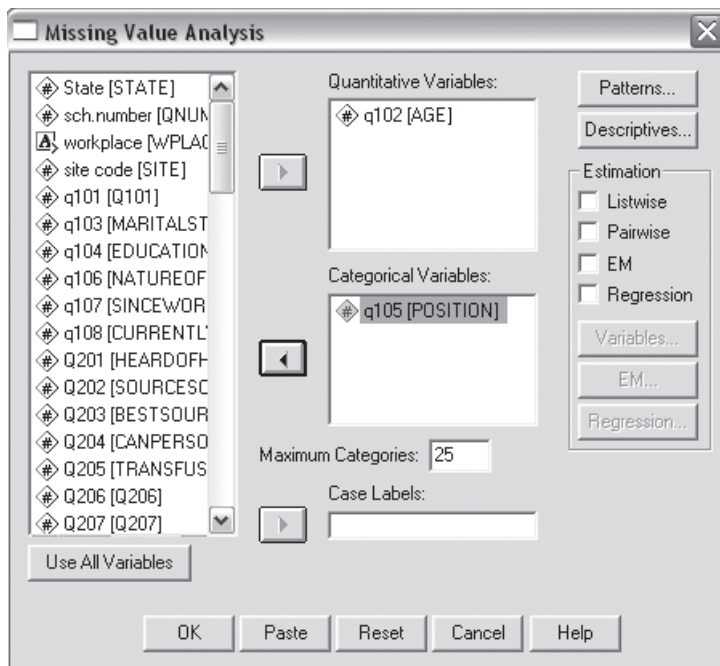 Missing Value Analysis
State [STATE]
sch.number [QNUM
workplace [WPLAC
site code [SITE]
q101 [Q101]
q103 [MARITALST
q104 [EDUCATION
q106 [NATUREOF
q107 [SINCEWOR
q108 [CURRENTLY
Q201 [HEARDOFH
Q202 [SOURCESO
Q203 [BESTSOUR
Q204 [CANPERSO
Q205 [TRANSFUS
Q206 [Q206]
Q207 [Q207]
Use All Variables
Quantitative Variables:
q102 [AGE]
Categorical Variables:
q105 [POSITION]
Maximum Categories: 25
Case Labels:
Patterns...
Descriptives...
Estimation
Listwise
Pairwise
EM
Regression
Variables...
EM...
Regression...
OK
Paste
Reset
Cancel
Help